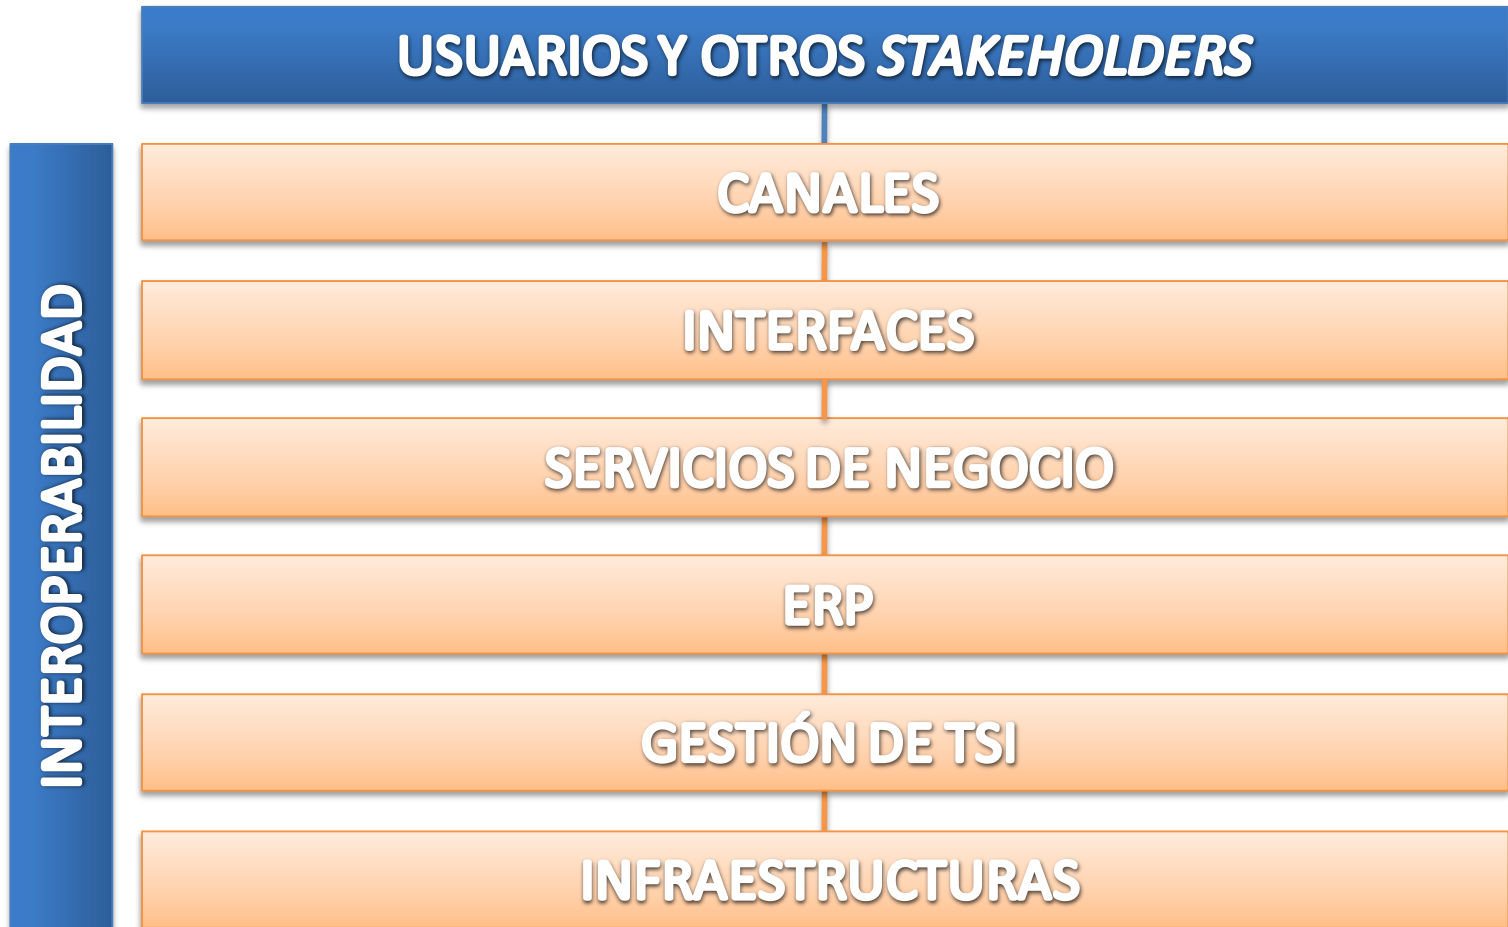 USUARIOS Y OTROS STAKEHOLDERS
INTEROPERABILIDAD
CANALES
INTERFACES
SERVICIOS DE NEGOCIO
ERP
GESTIÓN DE TSI
INFRAESTRUCTURAS